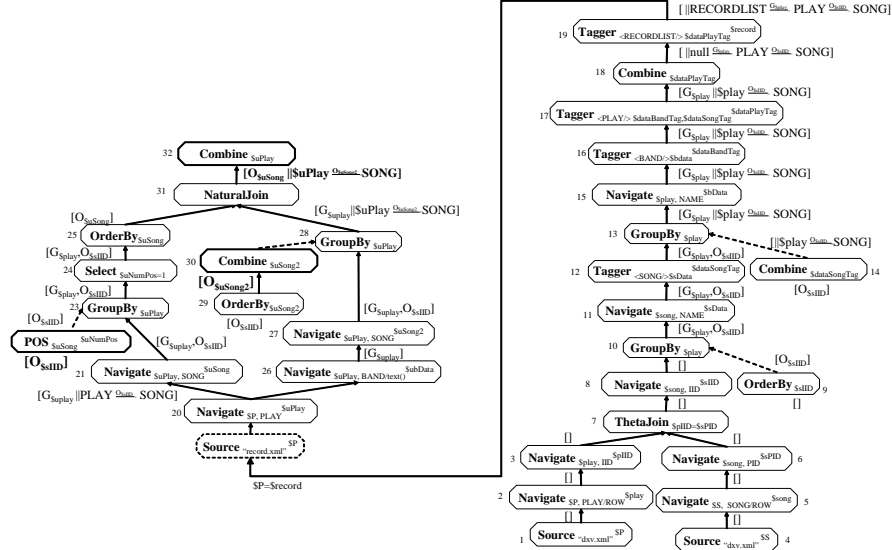 [ ||RECORDLIST G$play PLAY O$sIID SONG]
19 Tagger <RECORDLIST/> $dataPlayTag $record
[ ||null G$play PLAY O$sIID SONG]
18 Combine $dataPlayTag
[G$play ||$play O$sIID SONG]
17 Tagger <PLAY/> $dataBandTag,$dataSongTag $dataPlayTag
[G$play ||$play O$sIID SONG]
16 Tagger <BAND/>$bdata $dataBandTag
[G$play ||$play O$sIID SONG]
15 Navigate $play, NAME $bData
[G$play ||$play O$sIID SONG]
13 GroupBy $play
[||$play O$sIID SONG]
[G$play,O$sIID]
12 Tagger <SONG/>$sData $dataSongTag
Combine $dataSongTag 14
[G$play,O$sIID]
[O$sIID]
11 Navigate $song, NAME $sData
[G$play,O$sIID]
10 GroupBy $play
[]
[O$sIID]
8 Navigate $song, IID $sIID
OrderBy $sIID 9
[]
[]
7 ThetaJoin $pIID=$sPID
[]
[]
3 Navigate $play, IID $pIID
Navigate $song, PID $sPID 6
[]
[]
2 Navigate $P, PLAY/ROW $play
Navigate $S, SONG/ROW $song 5
[]
[]
1 Source "dxv.xml" $P
Source "dxv.xml" $S 4
32 Combine $uPlay
[O$uSong ||$uPlay O$uSong2 SONG]
31 NaturalJoin
[O$uSong]
[G$uplay||$uPlay O$uSong2 SONG]
25 OrderBy $uSong
28 GroupBy $uPlay
[G$play,O$sIID]
30 Combine $uSong2
24 Select $uNumPos=1
[O$uSong2]
[G$play,O$sIID]
29 OrderBy $uSong2
23 GroupBy $uPlay
[O$sIID]
[G$uplay,O$sIID]
[O$sIID]
POS $uSong $uNumPos
27 Navigate $uPlay, SONG $uSong2
[O$sIID]
[G$uplay,O$sIID]
[G$uplay]
21 Navigate $uPlay, SONG $uSong
26 Navigate $uPlay, BAND/text() $ubData
[G$uplay ||PLAY O$sIID SONG]
20 Navigate $P, PLAY $uPlay
Source "record.xml" $P
$P=$record